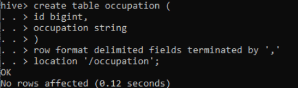 hive> create table occupation (
. . > id bigint,
. . > occupation string
. . > )
. . > row format delimited fields terminated by ','
. . > location '/occupation';
OK
No rows affected (0.12 seconds)